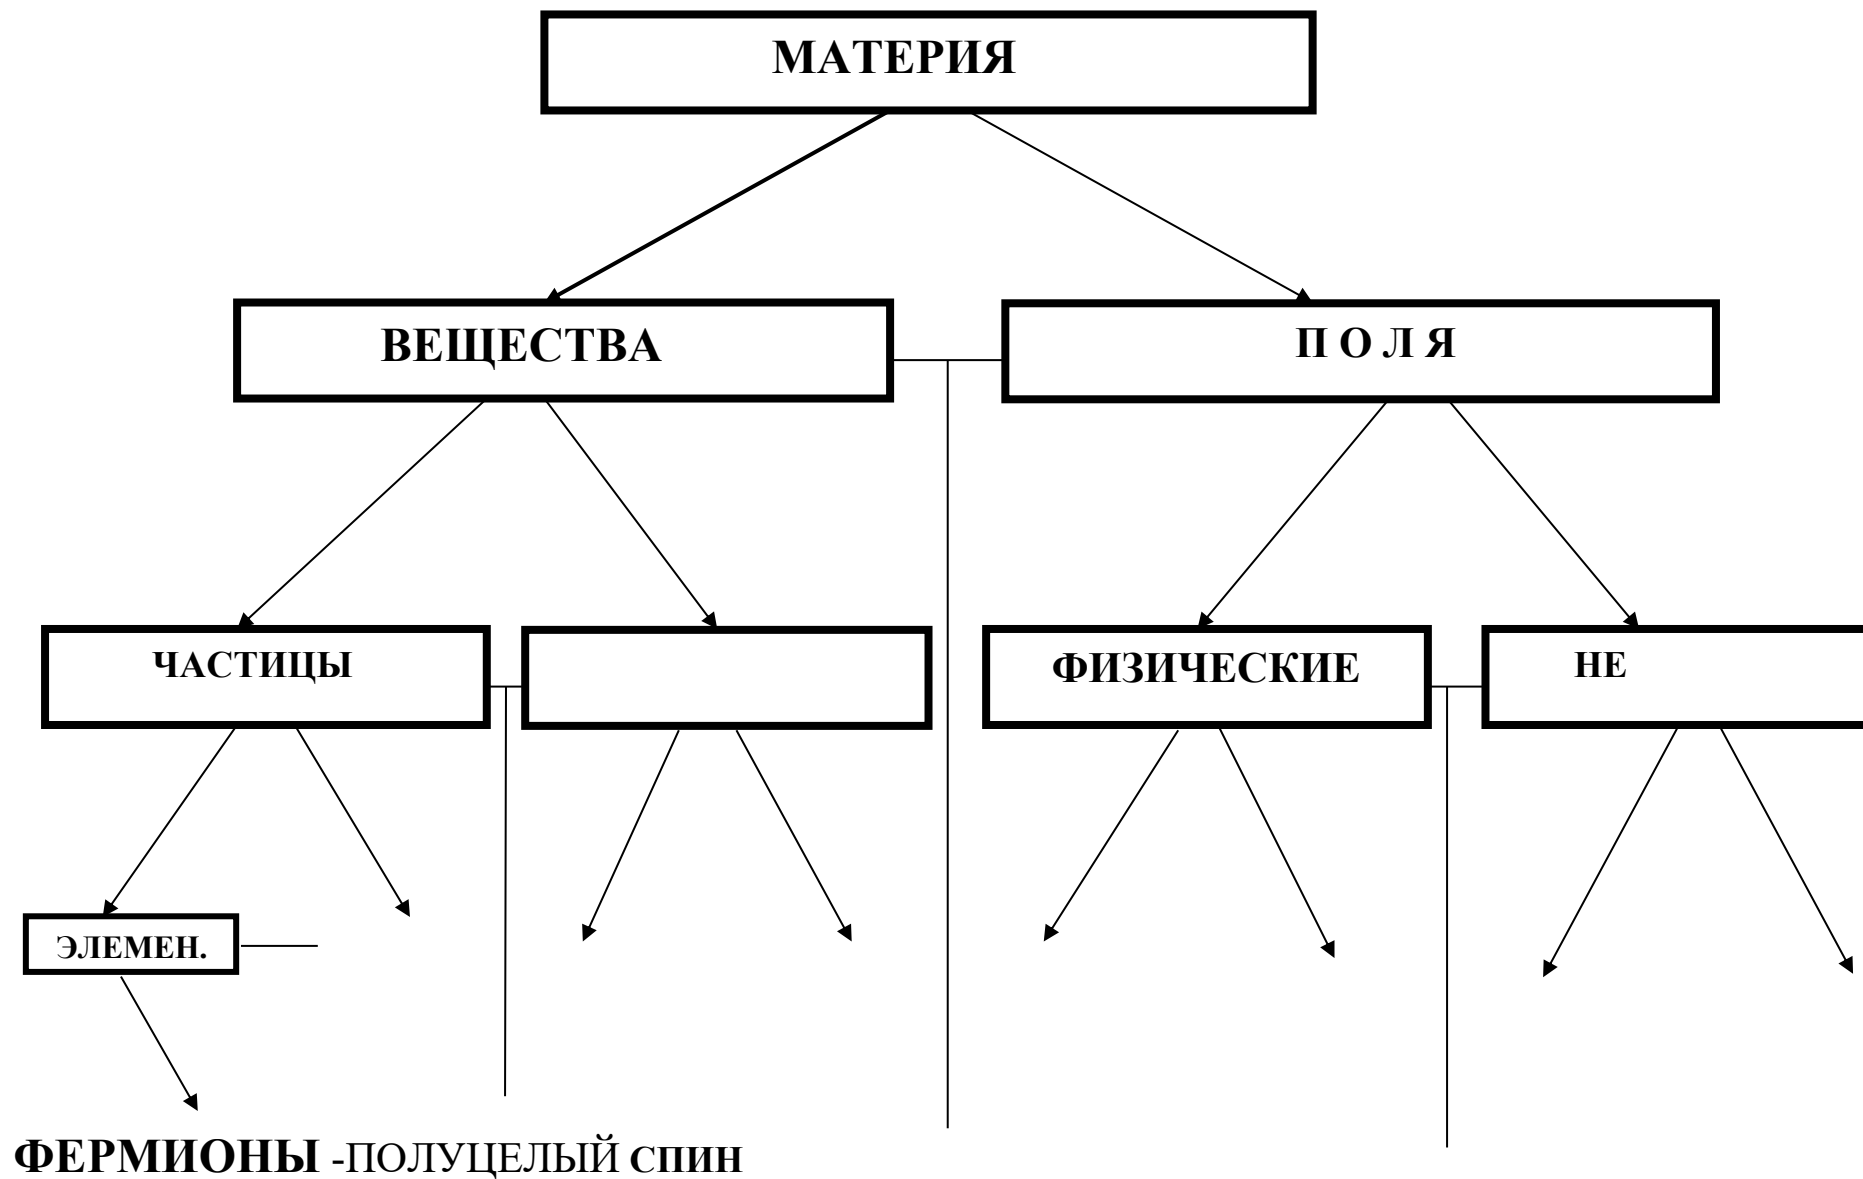 МАТЕРИЯ
ВЕЩЕСТВА
П О Л Я
ЧАСТИЦЫ
ФИЗИЧЕСКИЕ
НЕ
ЭЛЕМЕН.
ФЕРМИОНЫ -ПОЛУЦЕЛЫЙ СПИН